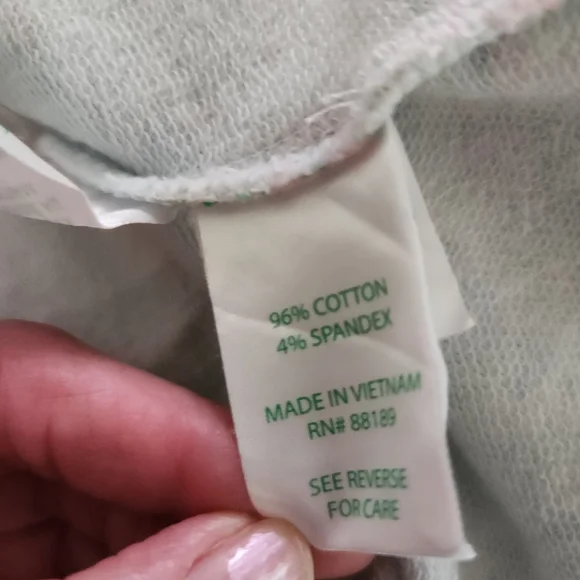 96% COTTON
4% SPANDEX
MADE IN VIETNAM
RN# 88189
SEE REVERSE
FOR CARE